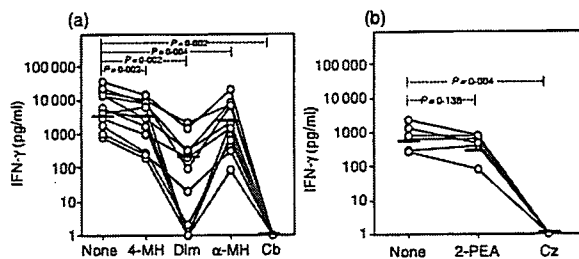 (a)
P = 0·002
P = 0·004
P = 0·002
P = 0·002
100 000
10 000
1000
100
10
1
IFN-γ (pg/ml)
None 4-MH Dim α-MH Cb
(b)
P = 0·004
P = 0·138
100 000
10 000
1000
100
10
1
IFN-γ (pg/ml)
None 2-PEA Cz